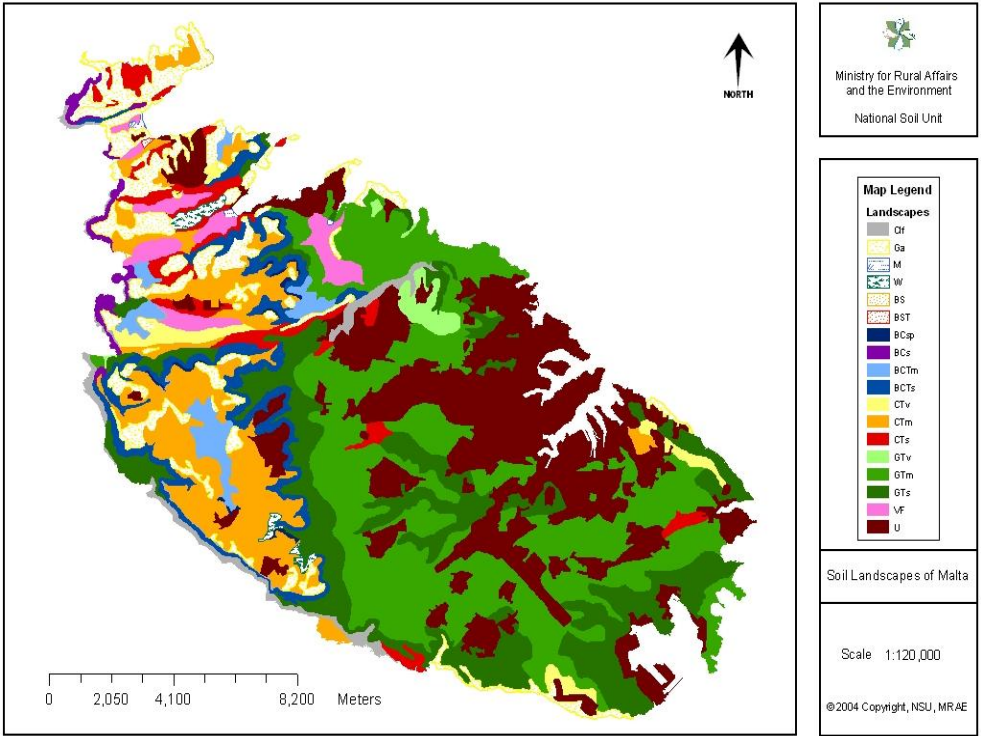 NORTH
0 2,050 4,100 8,200 Meters
Ministry for Rural Affairs
and the Environment
National Soil Unit
Map Legend
Landscapes
Clf
Ga
M
W
BS
BST
BCsp
BCs
BCTm
BCTs
CTv
CTm
CTs
GTv
GTm
GTs
VF
U
Soil Landscapes of Malta
Scale 1:120,000
©2004 Copyright, NSU, MRAE